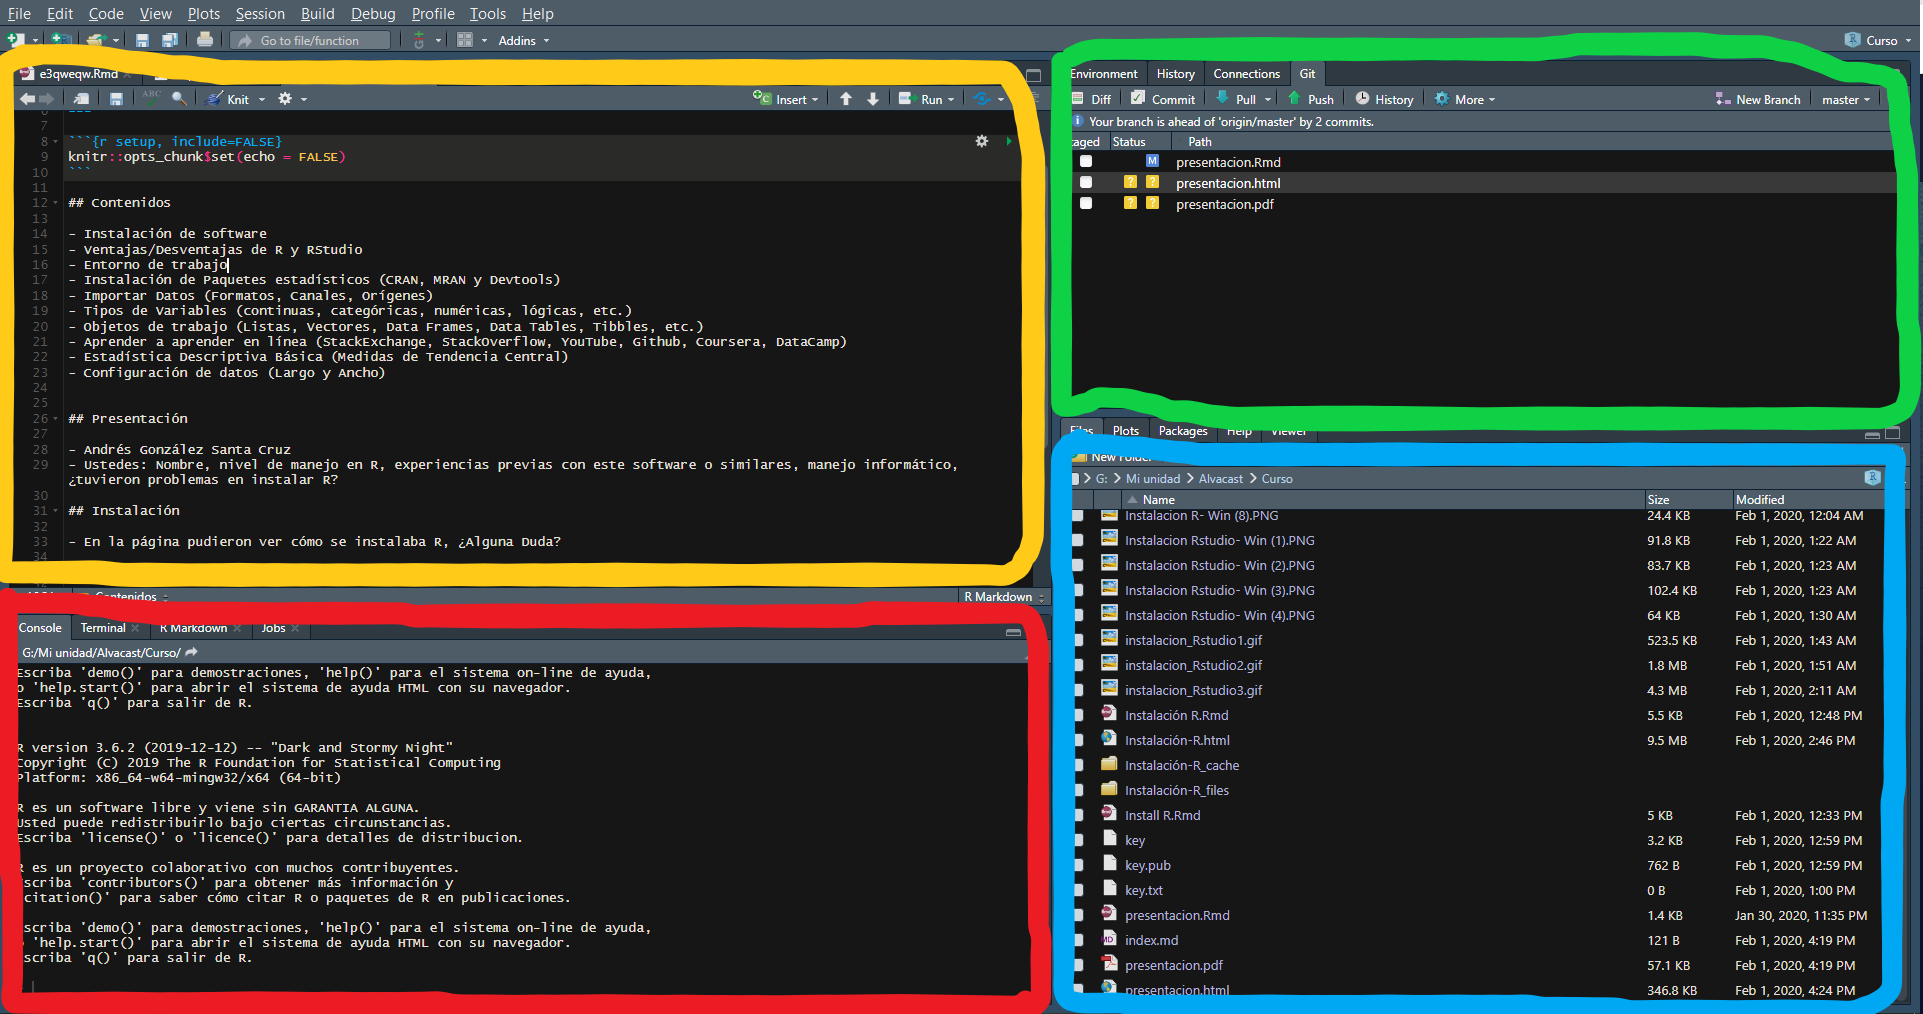 File Edit Code View Plots Session Build Debug Profile Tools Help
Go to file/function Addins Curso
e3qweqw.Rmd
ABC Knit Insert Run
7
8 ```{r setup, include=FALSE}
9 knitr::opts_chunk$set(echo = FALSE)
10 ```
11
12 ## Contenidos
13
14 - Instalación de software
15 - Ventajas/Desventajas de R y RStudio
16 - Entorno de trabajo
17 - Instalación de Paquetes estadísticos (CRAN, MRAN y Devtools)
18 - Importar Datos (Formatos, Canales, Orígenes)
19 - Tipos de Variables (continuas, categóricas, numéricas, lógicas, etc.)
20 - Objetos de trabajo (Listas, Vectores, Data Frames, Data Tables, Tibbles, etc.)
21 - Aprender a aprender en línea (StackExchange, StackOverflow, YouTube, Github, Coursera, DataCamp)
22 - Estadística Descriptiva Básica (Medidas de Tendencia Central)
23 - Configuración de datos (Largo y Ancho)
24
25
26 ## Presentación
27
28 - Andrés González Santa Cruz
29 - Ustedes: Nombre, nivel de manejo en R, experiencias previas con este software o similares, manejo informático,
¿tuvieron problemas en instalar R?
30
31 ## Instalación
32
33 - En la página pudieron ver cómo se instalaba R, ¿Alguna Duda?
34
Contenidos R Markdown
Console Terminal R Markdown Jobs
G:/Mi unidad/Alvacast/Curso/
Escriba 'demo()' para demostraciones, 'help()' para el sistema on-line de ayuda,
o 'help.start()' para abrir el sistema de ayuda HTML con su navegador.
Escriba 'q()' para salir de R.
R version 3.6.2 (2019-12-12) -- "Dark and Stormy Night"
Copyright (C) 2019 The R Foundation for Statistical Computing
Platform: x86_64-w64-mingw32/x64 (64-bit)
R es un software libre y viene sin GARANTIA ALGUNA.
Usted puede redistribuirlo bajo ciertas circunstancias.
Escriba 'license()' o 'licence()' para detalles de distribucion.
R es un proyecto colaborativo con muchos contribuyentes.
Escriba 'contributors()' para obtener más información y
'citation()' para saber cómo citar R o paquetes de R en publicaciones.
Escriba 'demo()' para demostraciones, 'help()' para el sistema on-line de ayuda,
o 'help.start()' para abrir el sistema de ayuda HTML con su navegador.
Escriba 'q()' para salir de R.
Environment History Connections Git
Diff Commit Pull Push History More New Branch master
Your branch is ahead of 'origin/master' by 2 commits.
taged Status Path
M presentacion.Rmd
? ? presentacion.html
? ? presentacion.pdf
Files Plots Packages Help Viewer
New Folder
G: Mi unidad Alvacast Curso
Name Size Modified
Instalacion R- Win (8).PNG 24.4 KB Feb 1, 2020, 12:04 AM
Instalacion Rstudio- Win (1).PNG 91.8 KB Feb 1, 2020, 1:22 AM
Instalacion Rstudio- Win (2).PNG 83.7 KB Feb 1, 2020, 1:23 AM
Instalacion Rstudio- Win (3).PNG 102.4 KB Feb 1, 2020, 1:23 AM
Instalacion Rstudio- Win (4).PNG 64 KB Feb 1, 2020, 1:30 AM
instalacion_Rstudio1.gif 523.5 KB Feb 1, 2020, 1:43 AM
instalacion_Rstudio2.gif 1.8 MB Feb 1, 2020, 1:51 AM
instalacion_Rstudio3.gif 4.3 MB Feb 1, 2020, 2:11 AM
Instalación R.Rmd 5.5 KB Feb 1, 2020, 12:48 PM
Instalación-R.html 9.5 MB Feb 1, 2020, 2:46 PM
Instalación-R_cache
Instalación-R_files
Install R.Rmd 5 KB Feb 1, 2020, 12:33 PM
key 3.2 KB Feb 1, 2020, 12:59 PM
key.pub 762 B Feb 1, 2020, 12:59 PM
key.txt 0 B Feb 1, 2020, 1:00 PM
presentacion.Rmd 1.4 KB Jan 30, 2020, 11:35 PM
index.md 121 B Feb 1, 2020, 4:19 PM
presentacion.pdf 57.1 KB Feb 1, 2020, 4:19 PM
presentacion.html 346.8 KB Feb 1, 2020, 4:24 PM